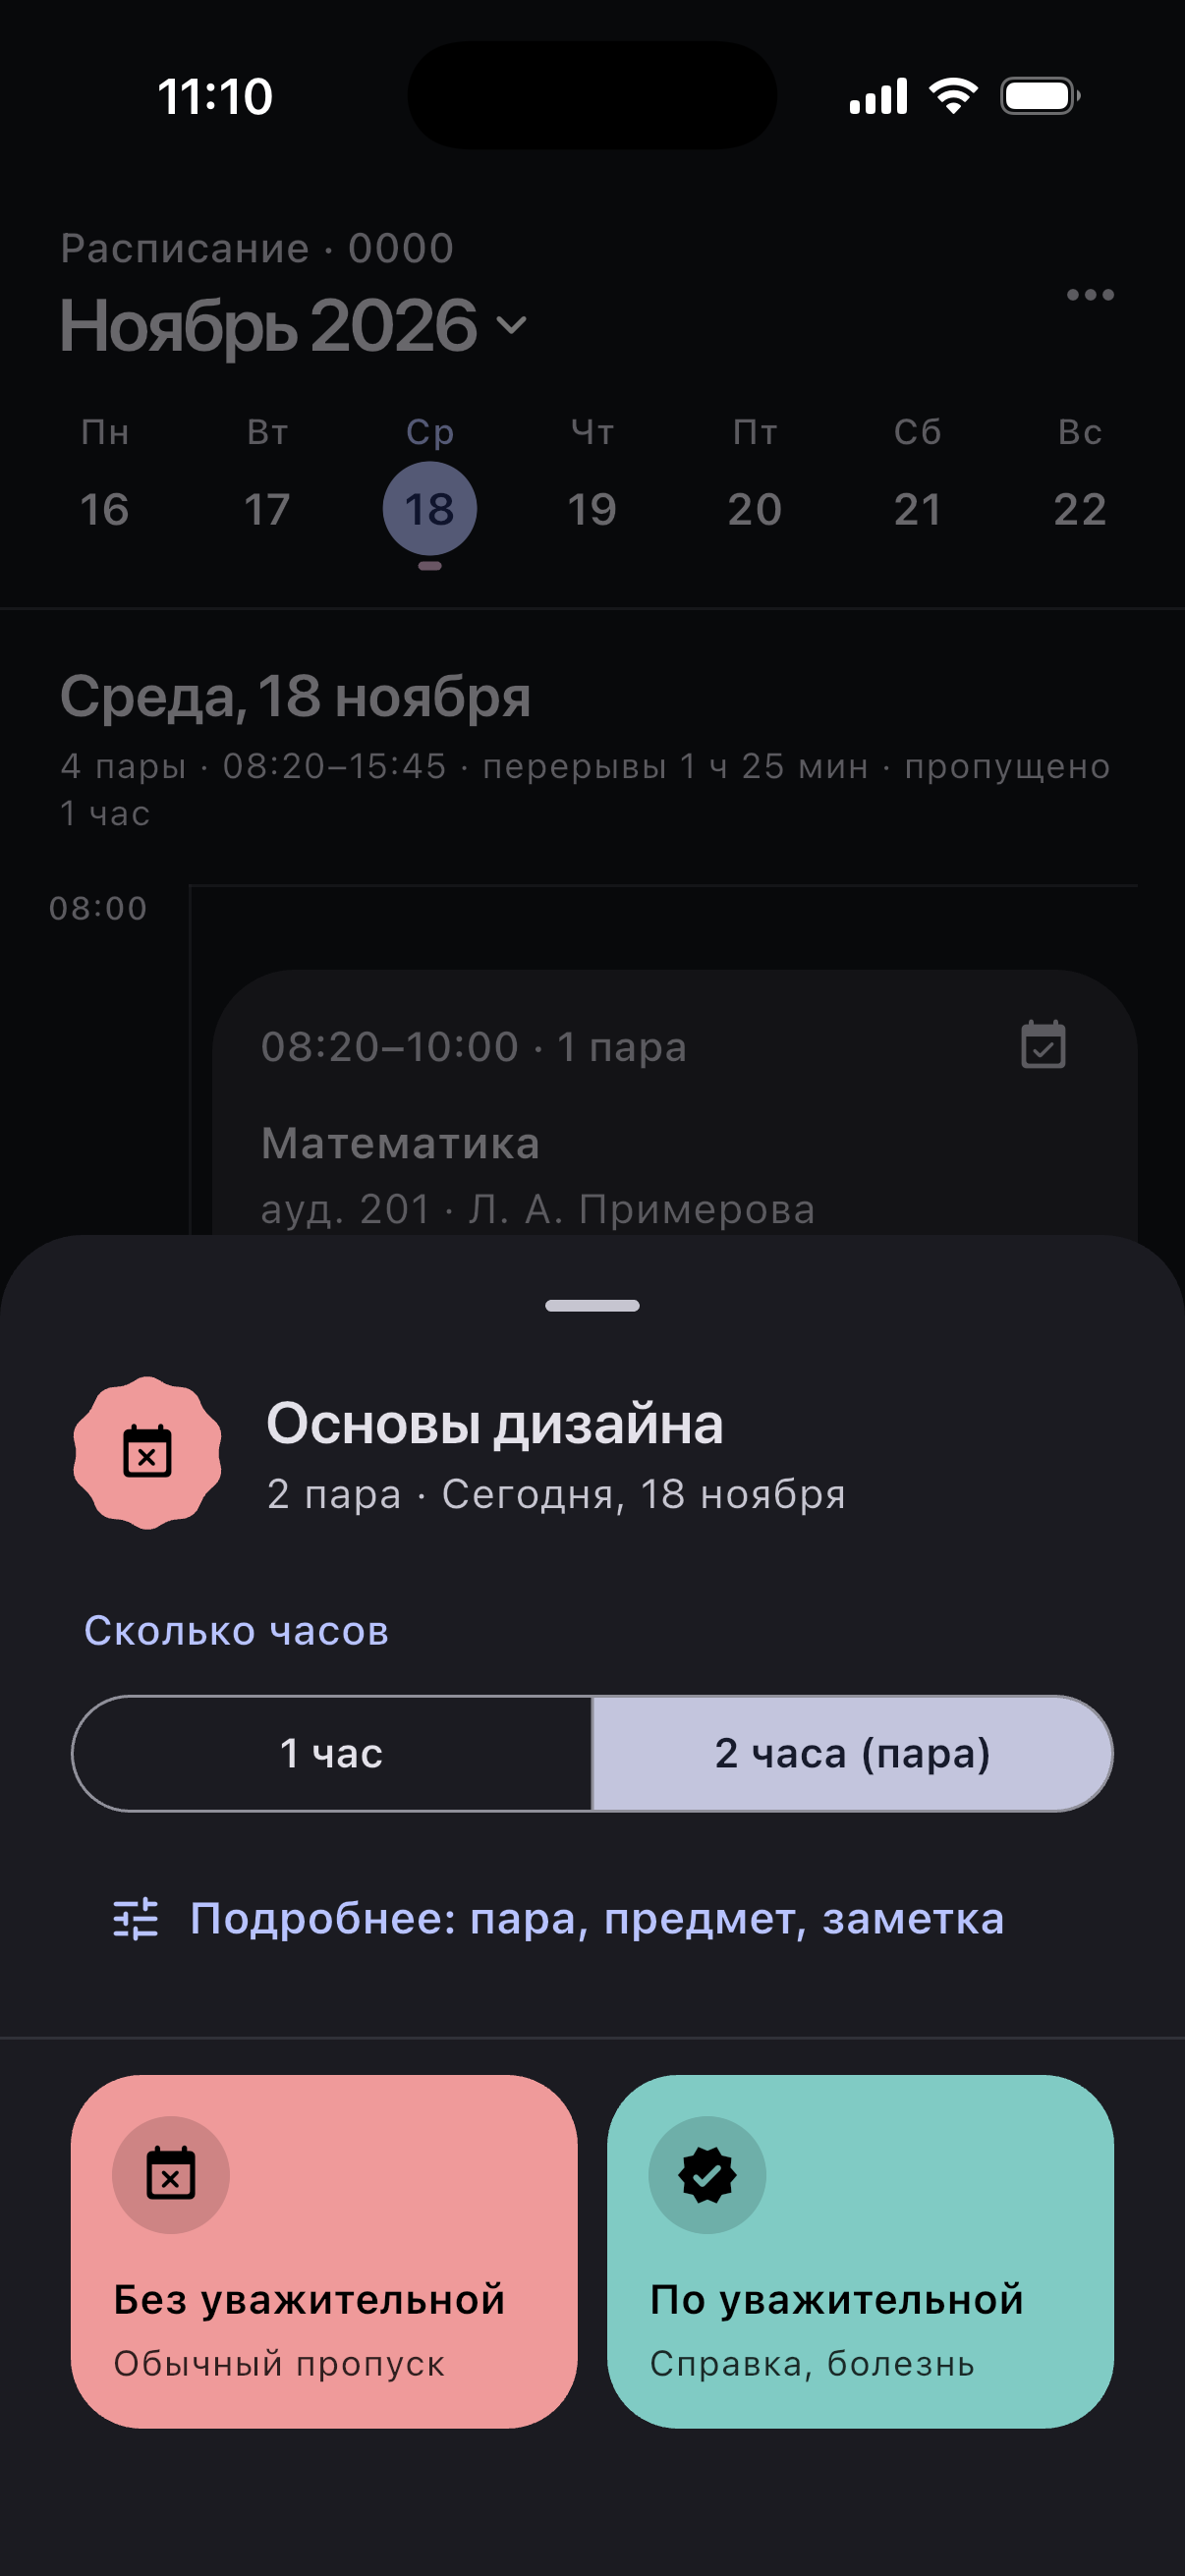 11:10
Расписание · 0000
Ноябрь 2026
Пн Вт Ср Чт Пт Сб Вс
16 17 18 19 20 21 22
Среда, 18 ноября
4 пары · 08:20–15:45 · перерывы 1 ч 25 мин · пропущено
1 час
08:00
08:20–10:00 · 1 пара
Математика
ауд. 201 · Л. А. Примерова
Основы дизайна
2 пара · Сегодня, 18 ноября
Сколько часов
1 час
2 часа (пара)
Подробнее: пара, предмет, заметка
Без уважительной
Обычный пропуск
По уважительной
Справка, болезнь